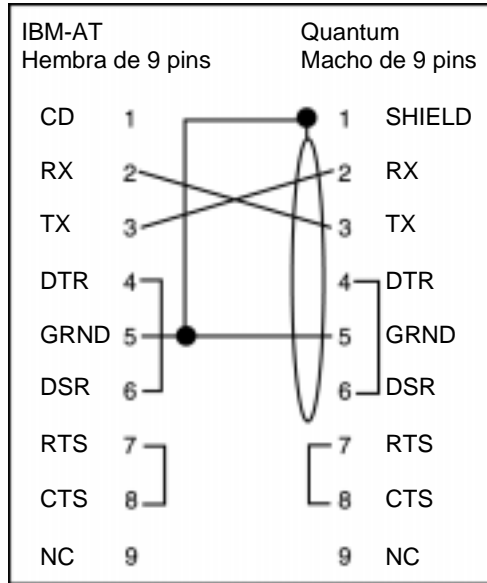 IBM-AT Quantum
Hembra de 9 pins Macho de 9 pins
CD 1 1 SHIELD
RX 2 2 RX
TX 3 3 TX
DTR 4 4 DTR
GRND 5 5 GRND
DSR 6 6 DSR
RTS 7 7 RTS
CTS 8 8 CTS
NC 9 9 NC